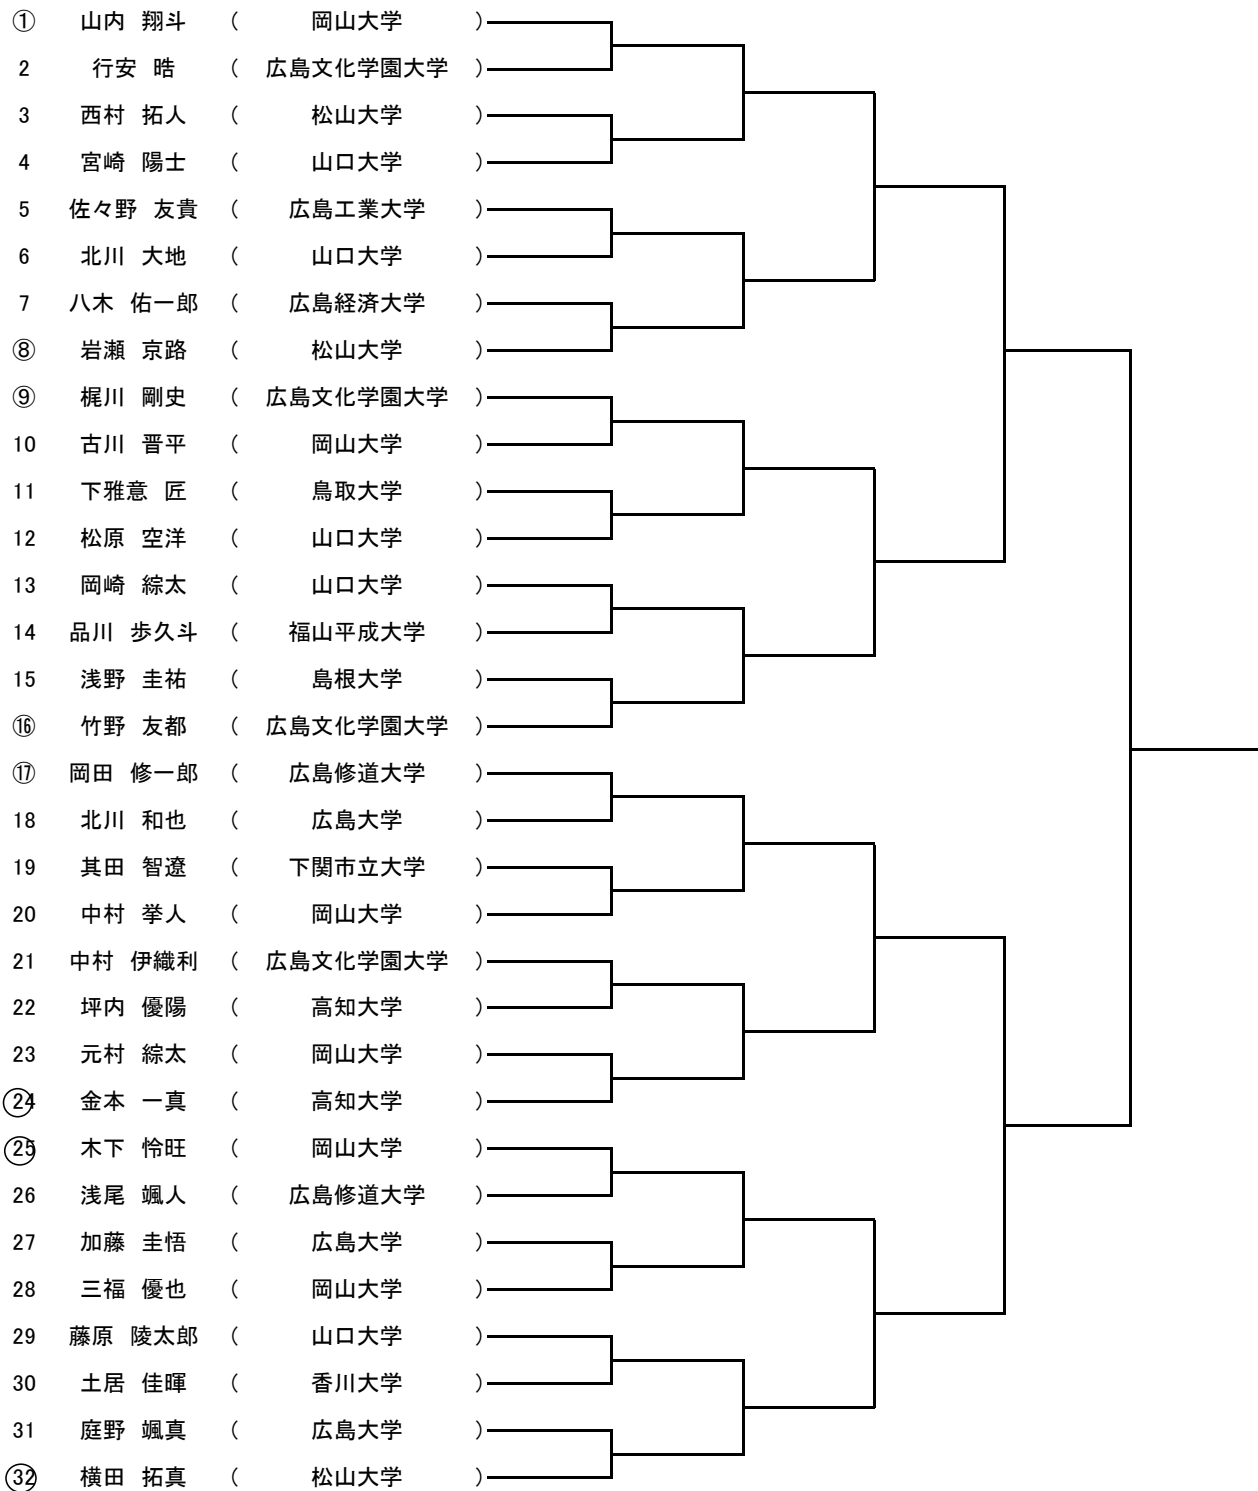 ① 山内 翔斗 ( 岡山大学 )
2 行安 晧 ( 広島文化学園大学 )
3 西村 拓人 ( 松山大学 )
4 宮崎 陽士 ( 山口大学 )
5 佐々野 友貴 ( 広島工業大学 )
6 北川 大地 ( 山口大学 )
7 八木 佑一郎 ( 広島経済大学 )
⑧ 岩瀬 京路 ( 松山大学 )
⑨ 梶川 剛史 ( 広島文化学園大学 )
10 古川 晋平 ( 岡山大学 )
11 下雅意 匠 ( 鳥取大学 )
12 松原 空洋 ( 山口大学 )
13 岡崎 綜太 ( 山口大学 )
14 品川 歩久斗 ( 福山平成大学 )
15 浅野 圭祐 ( 島根大学 )
⑯ 竹野 友都 ( 広島文化学園大学 )
⑰ 岡田 修一郎 ( 広島修道大学 )
18 北川 和也 ( 広島大学 )
19 其田 智遼 ( 下関市立大学 )
20 中村 挙人 ( 岡山大学 )
21 中村 伊織利 ( 広島文化学園大学 )
22 坪内 優陽 ( 高知大学 )
23 元村 綜太 ( 岡山大学 )
24 金本 一真 ( 高知大学 )
25 木下 怜旺 ( 岡山大学 )
26 浅尾 颯人 ( 広島修道大学 )
27 加藤 圭悟 ( 広島大学 )
28 三福 優也 ( 岡山大学 )
29 藤原 陵太郎 ( 山口大学 )
30 土居 佳暉 ( 香川大学 )
31 庭野 颯真 ( 広島大学 )
32 横田 拓真 ( 松山大学 )